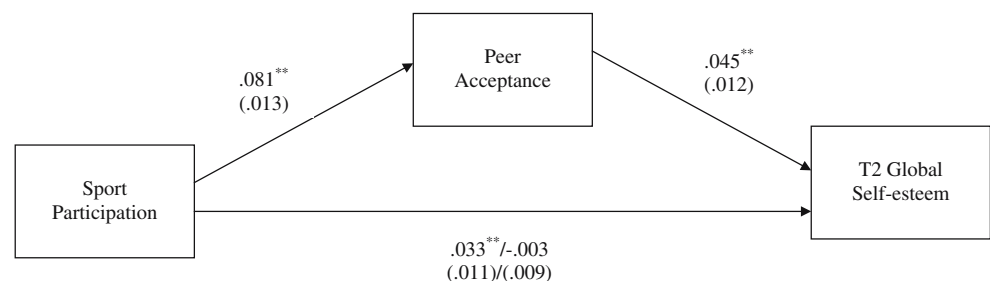 Peer
Acceptance
.081**
(.013)
.045**
(.012)
Sport
Participation
T2 Global
Self-esteem
.033**/-.003
(.011)/(.009)